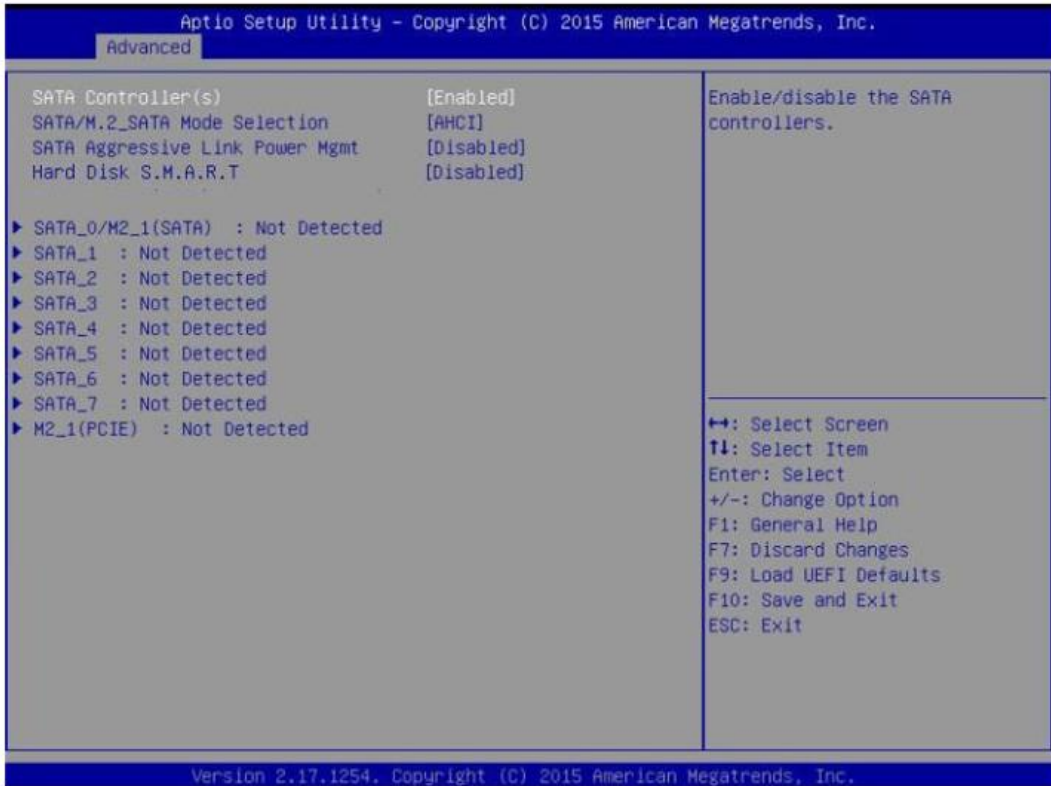 Aptio Setup Utility – Copyright (C) 2015 American Megatrends, Inc.
Advanced
SATA Controller(s) [Enabled]
SATA/M.2_SATA Mode Selection [AHCI]
SATA Aggressive Link Power Mgmt [Disabled]
Hard Disk S.M.A.R.T [Disabled]
SATA_0/M2_1(SATA) : Not Detected
SATA_1 : Not Detected
SATA_2 : Not Detected
SATA_3 : Not Detected
SATA_4 : Not Detected
SATA_5 : Not Detected
SATA_6 : Not Detected
SATA_7 : Not Detected
M2_1(PCIE) : Not Detected
Enable/disable the SATA
controllers.
↔: Select Screen
↑↓: Select Item
Enter: Select
+/-: Change Option
F1: General Help
F7: Discard Changes
F9: Load UEFI Defaults
F10: Save and Exit
ESC: Exit
Version 2.17.1254. Copyright (C) 2015 American Megatrends, Inc.